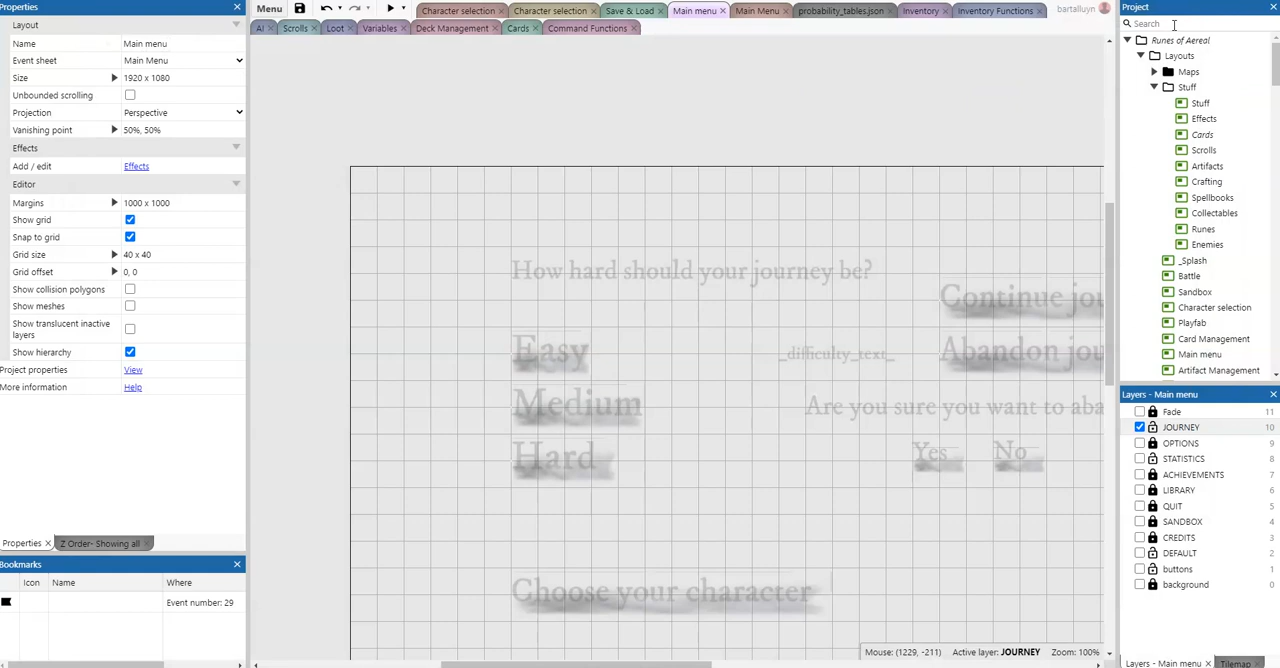 Properties
Layout
Name Main menu
Event sheet Main Menu
Size 1920 x 1080
Unbounded scrolling
Projection Perspective
Vanishing point 50%, 50%
Effects
Add / edit Effects
Editor
Margins 1000 x 1000
Show grid
Snap to grid
Grid size 40 x 40
Grid offset 0, 0
Show collision polygons
Show meshes
Show translucent inactive
layers
Show hierarchy
Project properties View
More information Help
Properties Z Order- Showing all
Bookmarks
Icon Name Where
Event number: 29
Menu
Character selection Character selection Save & Load Main menu Main Menu probability_tables.json Inventory Inventory Functions bartalluyn
AI Scrolls Loot Variables Deck Management Cards Command Functions
How hard should your journey be?
Continue jou
Easy _difficulty_text_ Abandon jou
Medium Are you sure you want to aba
Hard Yes No
Choose your character
Mouse: (1229, -211) Active layer: JOURNEY Zoom: 100%
Project
Search
Runes of Aereal
Layouts
Maps
Stuff
Stuff
Effects
Cards
Scrolls
Artifacts
Crafting
Spellbooks
Collectables
Runes
Enemies
_Splash
Battle
Sandbox
Character selection
Playfab
Card Management
Main menu
Artifact Management
Layers - Main menu
Fade 11
JOURNEY 10
OPTIONS 9
STATISTICS 8
ACHIEVEMENTS 7
LIBRARY 6
QUIT 5
SANDBOX 4
CREDITS 3
DEFAULT 2
buttons 1
background 0
Layers - Main menu Tilemap